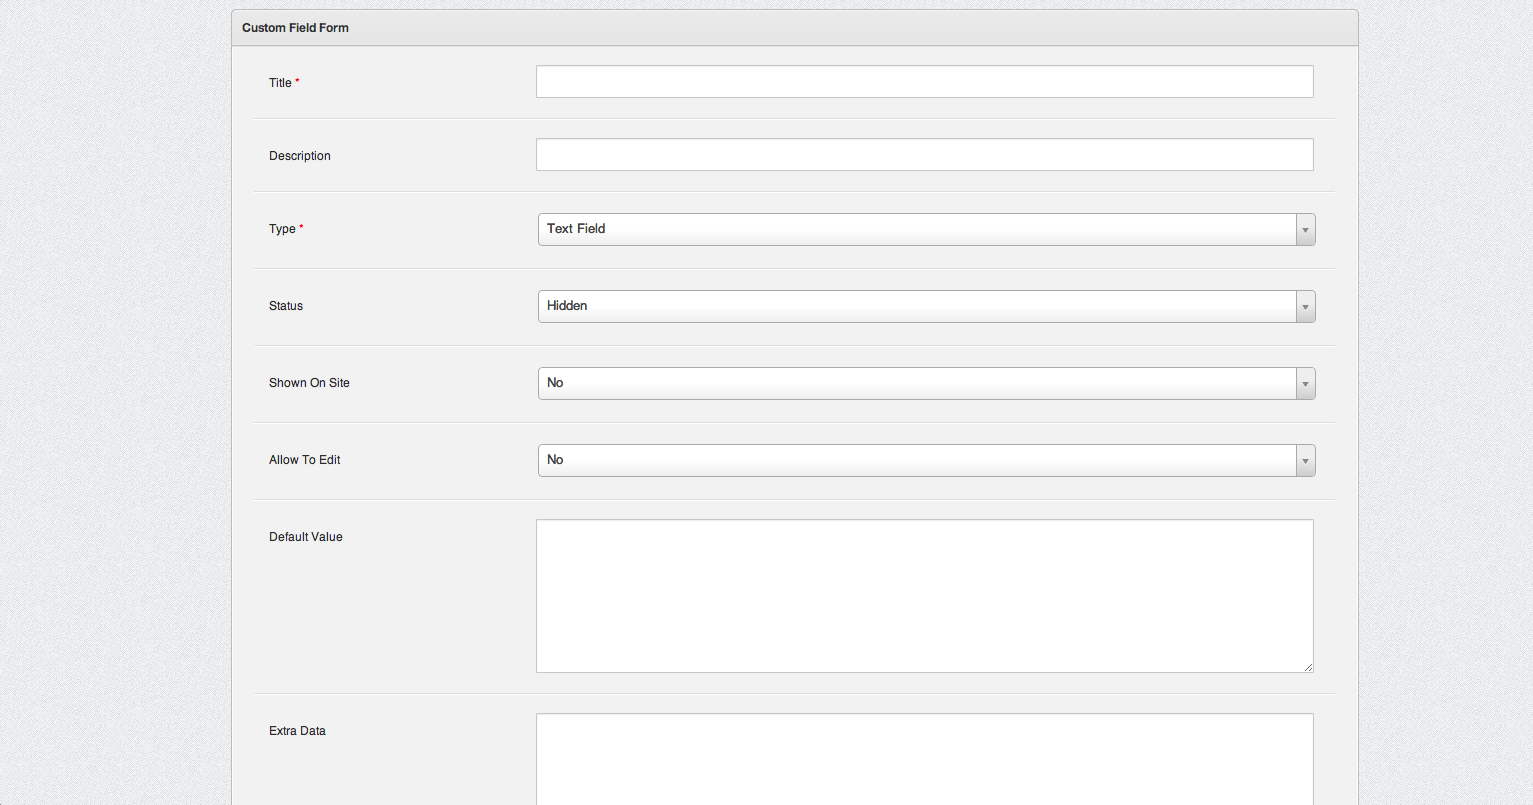 Custom Field Form
Title *
Description
Type * Text Field
Status Hidden
Shown On Site No
Allow To Edit No
Default Value
Extra Data